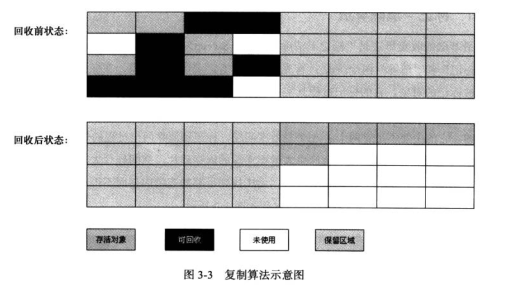 回收前状态：
回收后状态：
存活对象
可回收
未使用
保留区域
图 3-3 复制算法示意图